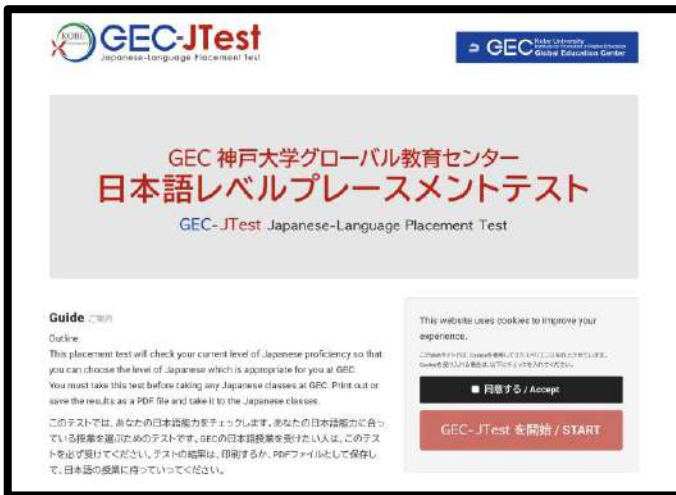 KOBE
GEC-JTest
Japanese-Language Placement Test
GEC
Kobe University
Global Education Center
GEC 神戸大学グローバル教育センター
日本語レベルプレースメントテスト
GEC-JTest Japanese-Language Placement Test
Guide ご案内
Outline
This placement test will check your current level of Japanese proficiency so that
you can choose the level of Japanese which is appropriate for you at GEC.
You must take this test before taking any Japanese classes at GEC. Print out or
save the results as a PDF file and take it to the Japanese classes.
このテストでは、あなたの日本語能力をチェックします。あなたの日本語能力に合っ
ている授業を選ぶためのテストです。GECの日本語授業を受けたい人は、このテス
トを必ず受けてください。テストの結果は、印刷するか、PDFファイルとして保存し
て、日本語の授業に持っていってください。
This website uses cookies to improve your
experience.
同意する / Accept
GEC-JTest を開始 / START